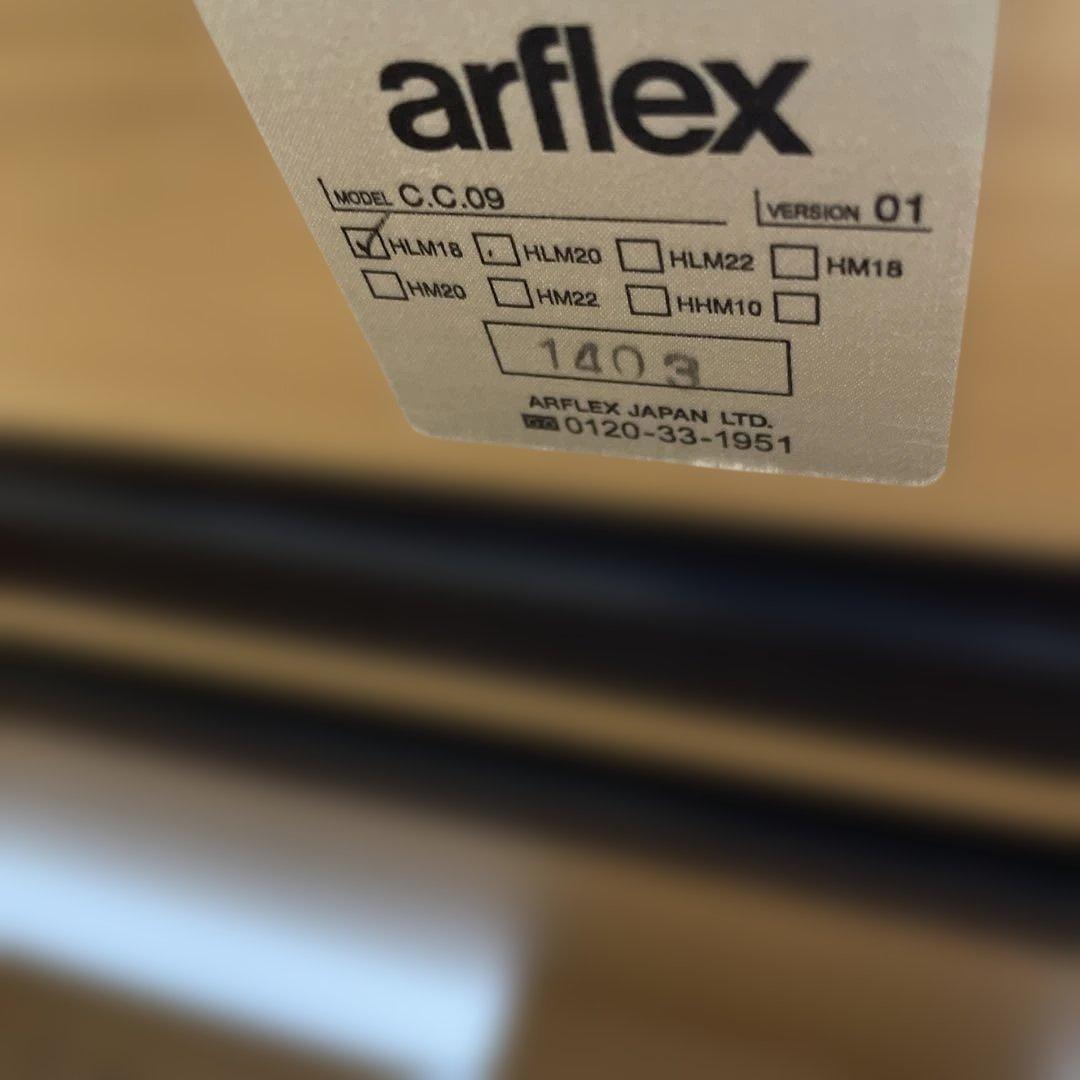 arflex
MODEL C.C.09 VERSION 01
☑HLM18 ☐HLM20 ☐HLM22 ☐HM18
☐HM20 ☐HM22 ☐HHM10 ☐
1403
ARFLEX JAPAN LTD.
0120-33-1951